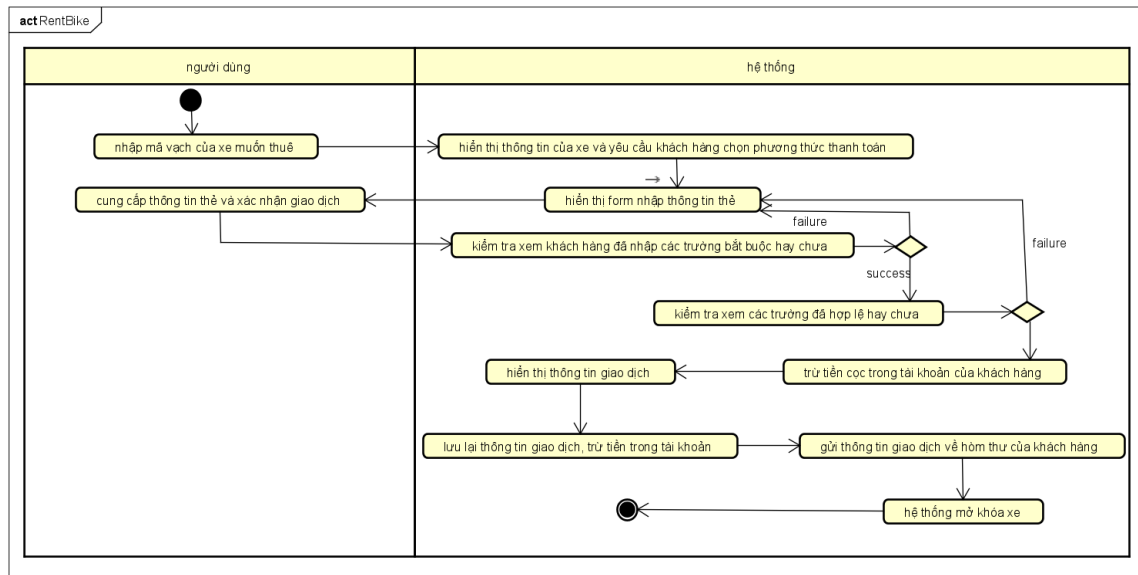 act RentBike
người dùng
hệ thống
nhập mã vạch của xe muốn thuê
hiển thị thông tin của xe và yêu cầu khách hàng chọn phương thức thanh toán
cung cấp thông tin thẻ và xác nhận giao dịch
hiển thị form nhập thông tin thẻ
failure
failure
kiểm tra xem khách hàng đã nhập các trường bắt buộc hay chưa
success
kiểm tra xem các trường đã hợp lệ hay chưa
hiển thị thông tin giao dịch
trừ tiền cọc trong tài khoản của khách hàng
lưu lại thông tin giao dịch, trừ tiền trong tài khoản
gửi thông tin giao dịch về hòm thư của khách hàng
hệ thống mở khóa xe